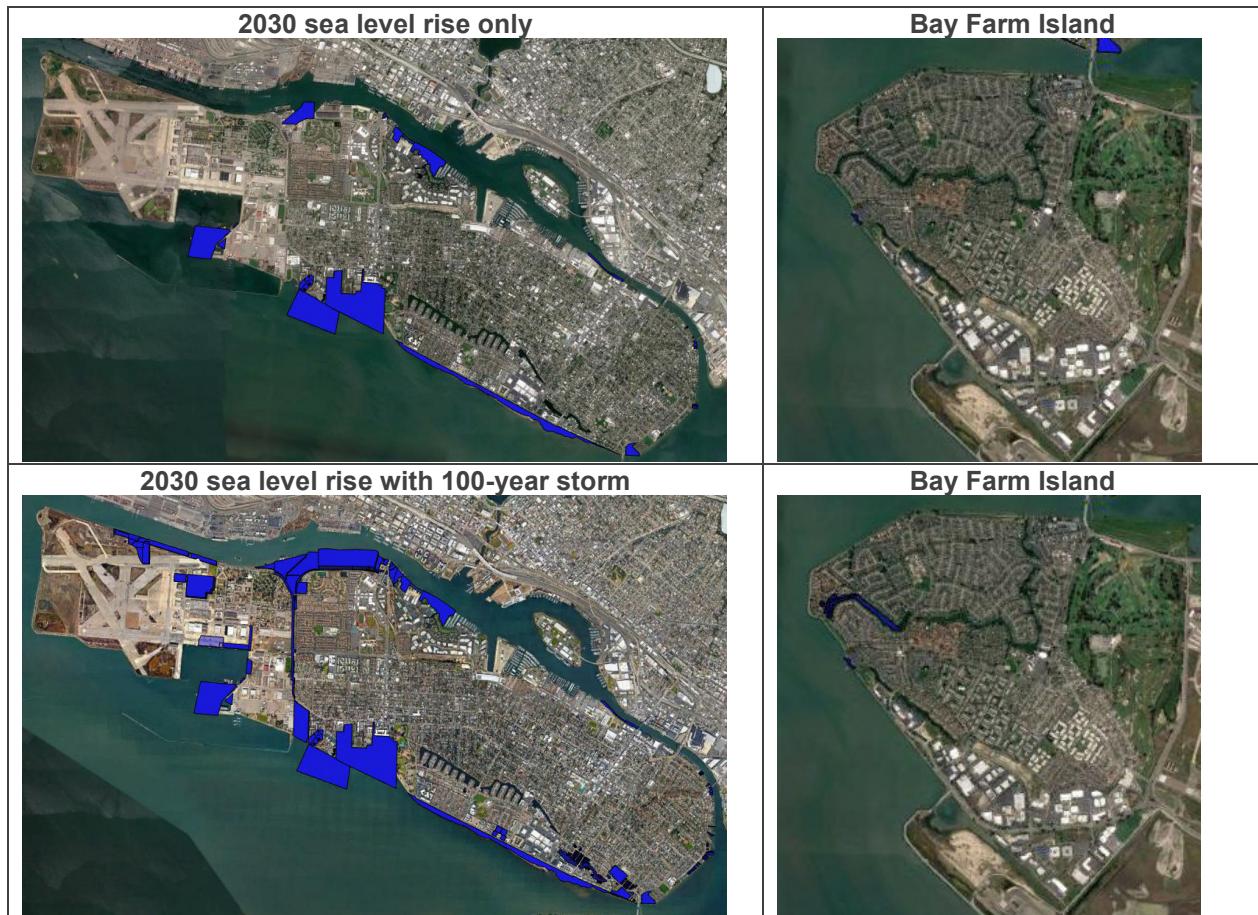 2030 sea level rise only
Bay Farm Island
2030 sea level rise with 100-year storm
Bay Farm Island